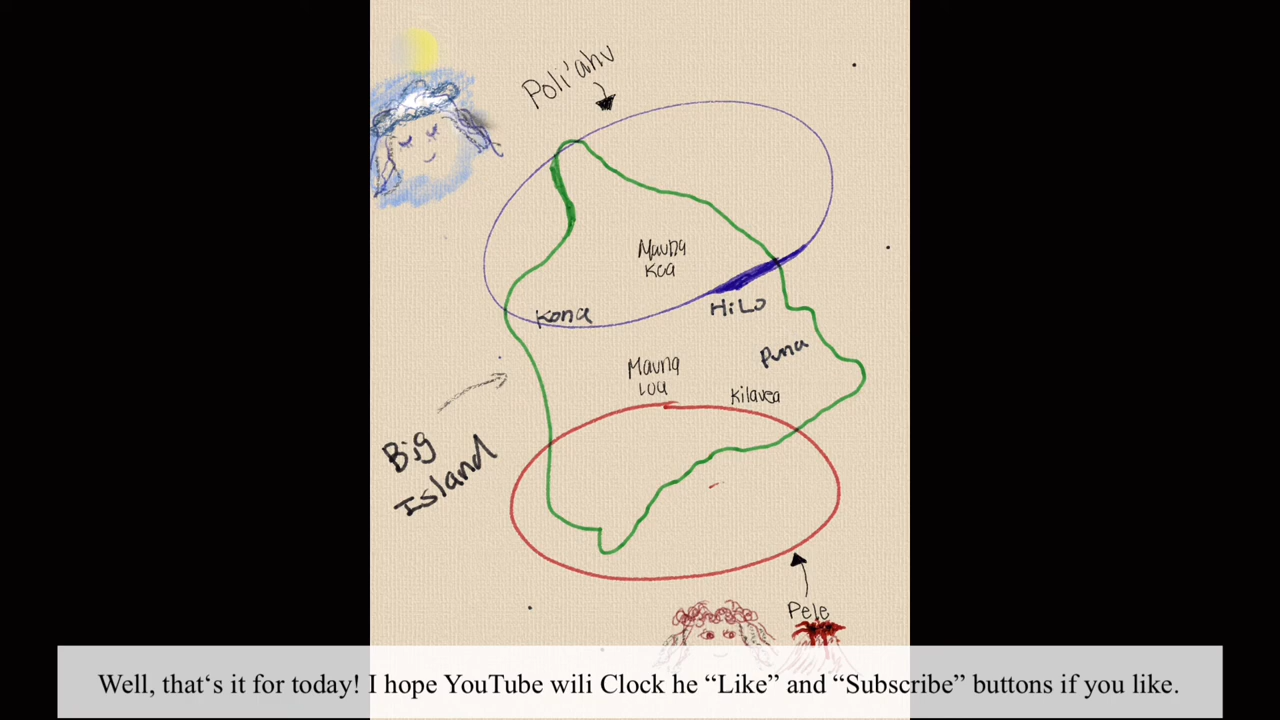 Poli'ahu
Mauna
Kea
Kona
HiLo
Puna
Mauna
Loa
Kilauea
Big
Island
Pele
Well, that‘s it for today! I hope YouTube wili Clock he “Like” and “Subscribe” buttons if you like.